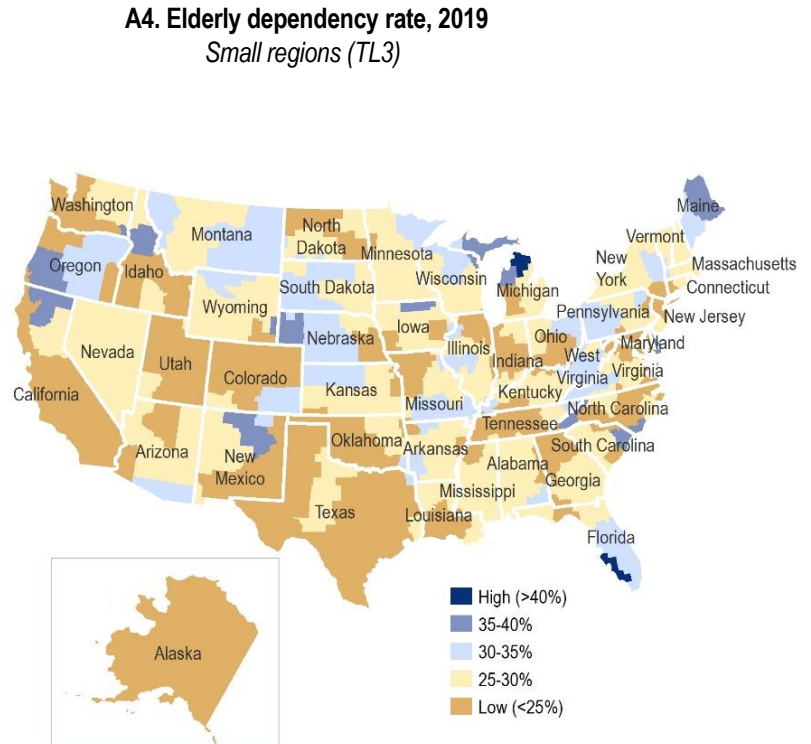 A4. Elderly dependency rate, 2019
Small regions (TL3)
Washington
Montana
North
Dakota
Minnesota
Maine
Vermont
Oregon
Idaho
Wyoming
South Dakota
Wisconsin
Michigan
New
York
Massachusetts
Connecticut
Nevada
Utah
Colorado
Nebraska
Iowa
Illinois
Indiana
Ohio
Pennsylvania
New Jersey
Maryland
West
Virginia
Virginia
California
Kansas
Missouri
Kentucky
Tennessee
North Carolina
Arizona
New
Mexico
Oklahoma
Arkansas
South Carolina
Alabama
Georgia
Mississippi
Texas
Louisiana
Florida
Alaska
High (>40%)
35-40%
30-35%
25-30%
Low (<25%)